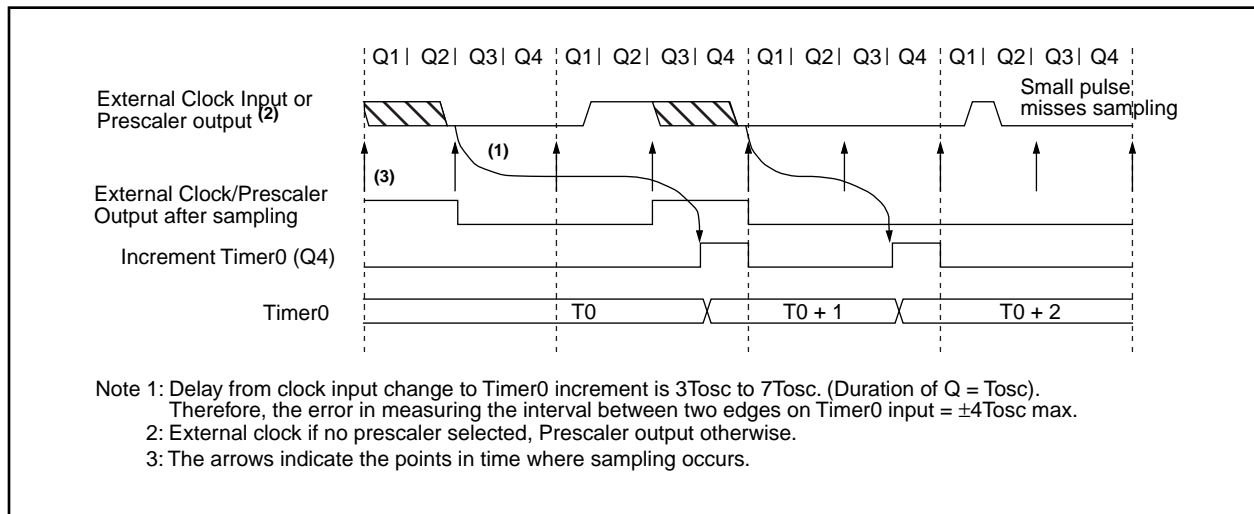 Q1 | Q2 | Q3 | Q4 | Q1 | Q2 | Q3 | Q4 | Q1 | Q2 | Q3 | Q4 | Q1 | Q2 | Q3 | Q4
External Clock Input or
Prescaler output (2)
Small pulse
misses sampling
(1)
(3)
External Clock/Prescaler
Output after sampling
Increment Timer0 (Q4)
Timer0
T0
T0 + 1
T0 + 2
Note 1: Delay from clock input change to Timer0 increment is 3Tosc to 7Tosc. (Duration of Q = Tosc).
Therefore, the error in measuring the interval between two edges on Timer0 input = ±4Tosc max.
2: External clock if no prescaler selected, Prescaler output otherwise.
3: The arrows indicate the points in time where sampling occurs.